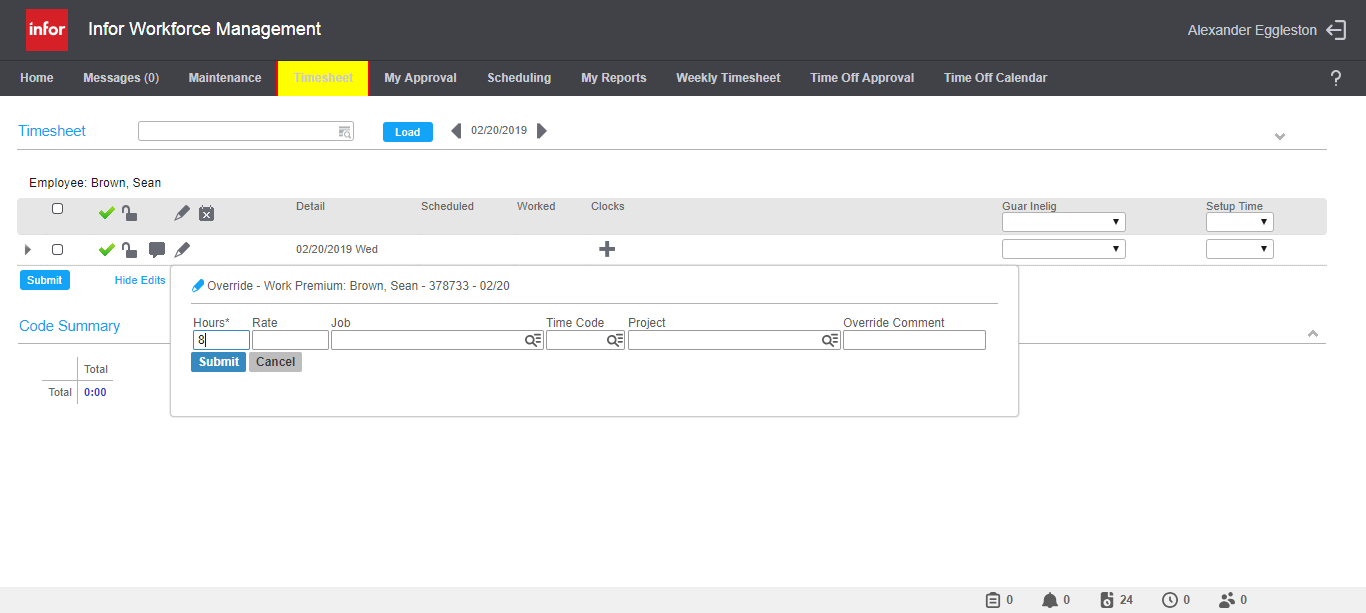 infor Infor Workforce Management Alexander Eggleston
Home Messages (0) Maintenance Timesheet My Approval Scheduling My Reports Weekly Timesheet Time Off Approval Time Off Calendar ?
Timesheet Load 02/20/2019
Employee: Brown, Sean
Detail Scheduled Worked Clocks Guar Inelig Setup Time
02/20/2019 Wed
Submit Hide Edits
Override - Work Premium: Brown, Sean - 378733 - 02/20
Hours* Rate Job Time Code Project Override Comment
8
Submit Cancel
Code Summary
Total
Total 0:00
0 0 24 0 0